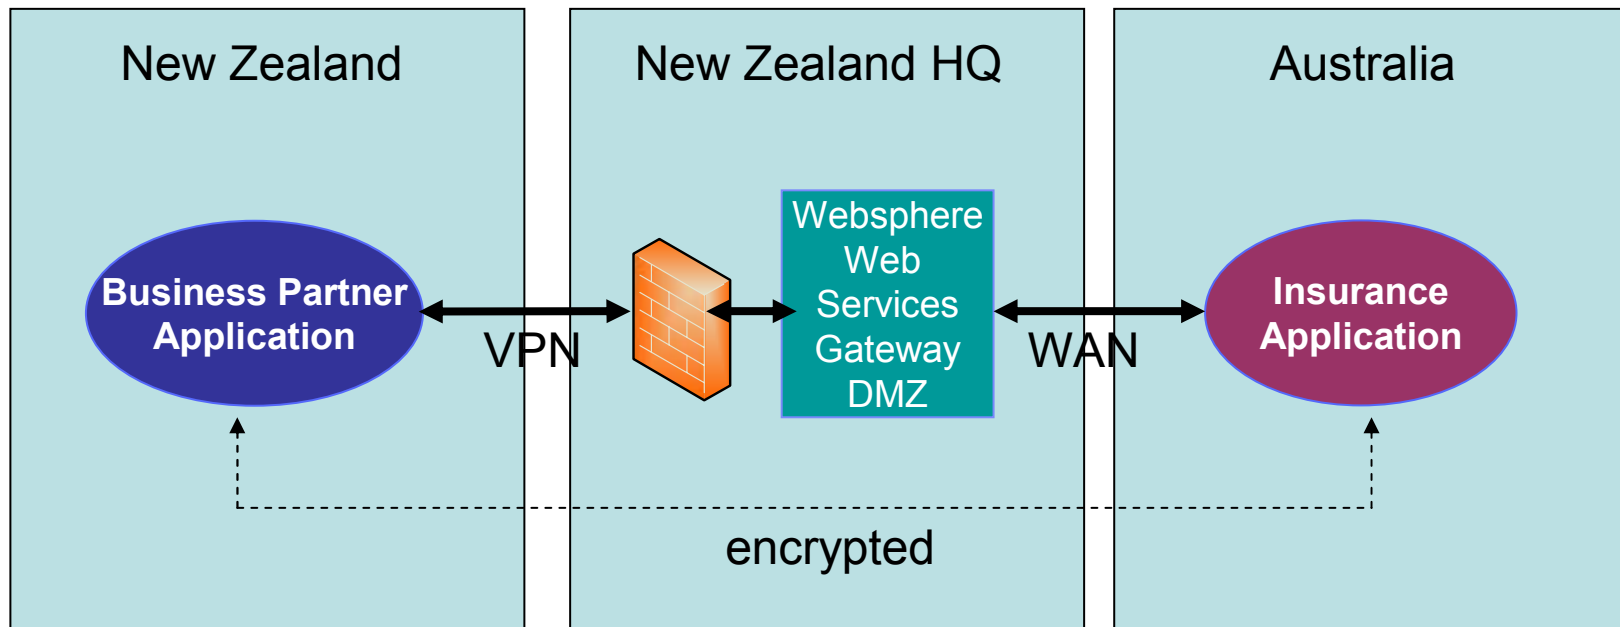 New Zealand
New Zealand HQ
Australia
Business Partner
Application
VPN
Websphere
Web
Services
Gateway
DMZ
WAN
Insurance
Application
encrypted